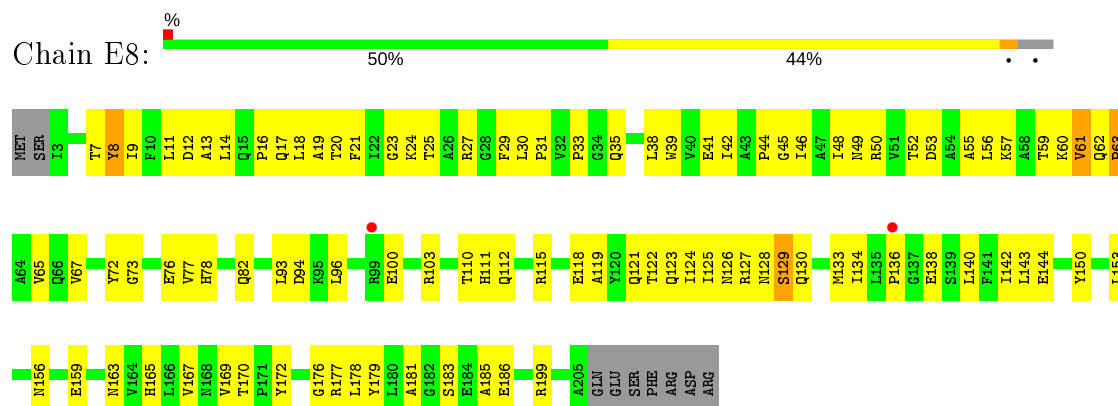 %
Chain E8:
50% 44% • •
MET SER I3 T7 Y8 I9 F10 L11 D12 A13 L14 Q15 P16 Q17 L18 A19 T20 F21 I22 G23 K24 T25 A26 R27 G28 F29 L30 P31 V32 P33 G34 Q35 L38 W39 V40 E41 I42 A43 P44 G45 I46 A47 I48 N49 R50 V51 T52 D53 A54 A55 L56 K57 A58 T59 K60 V61 Q62 P63
A64 V65 Q66 V67 Y72 G73 E76 V77 H78 Q82 L93 D94 K95 L96 R99 E100 R103 T110 H111 Q112 R115 E118 A119 Y120 Q121 T122 Q123 I124 I125 N126 R127 N128 S129 Q130 M133 I134 L135 P136 G137 E138 S139 L140 F141 I142 L143 E144 Y150 L153
N156 E159 N163 V164 H165 L166 V167 N168 V169 T170 P171 Y172 G176 R177 L178 Y179 L180 A181 G182 S183 E184 A185 E186 R199 A205 GLN GLU SER PHE ARG ASP ARG